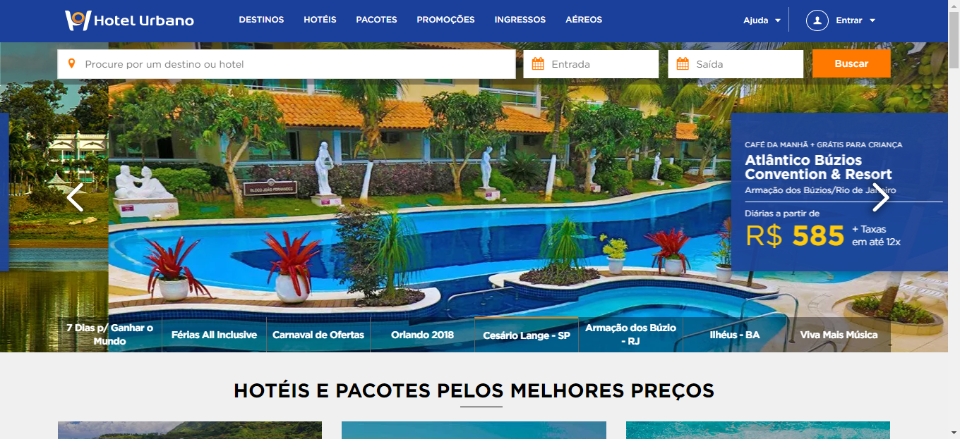 Hotel Urbano
DESTINOS HOTÉIS PACOTES PROMOÇÕES INGRESSOS AÉREOS
Ajuda
Entrar
Procure por um destino ou hotel
Entrada
Saída
Buscar
CAFÉ DA MANHÃ + GRÁTIS PARA CRIANÇA
Atlântico Búzios
Convention & Resort
Armação dos Búzios/Rio de Janeiro
Diárias a partir de
R$ 585 + Taxas
em até 12x
7 Dias p/ Ganhar o
Mundo
Férias All Inclusive
Carnaval de Ofertas
Orlando 2018
Cesário Lange - SP
Armação dos Búzio
- RJ
Ilhéus - BA
Viva Mais Música
HOTÉIS E PACOTES PELOS MELHORES PREÇOS